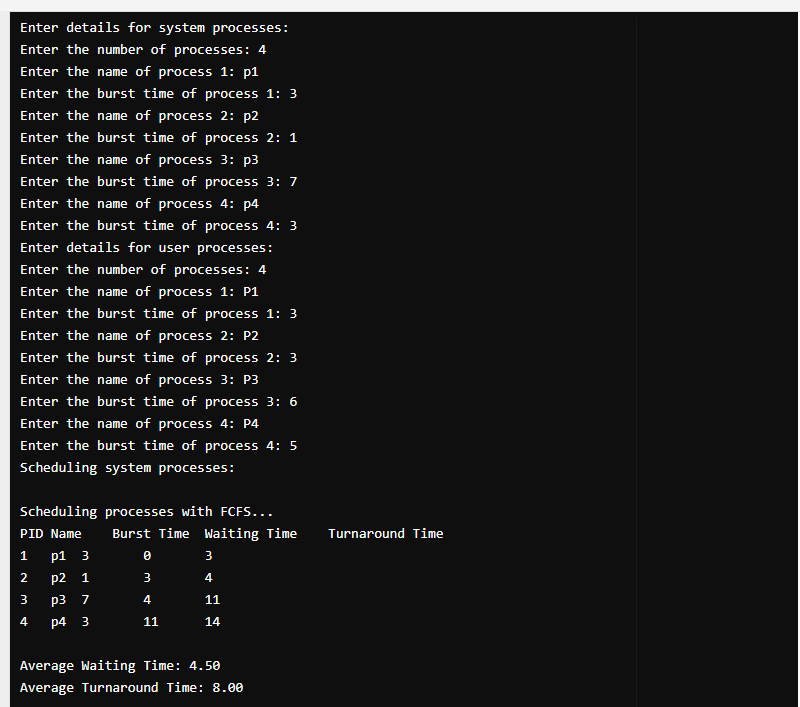 Enter details for system processes:
Enter the number of processes: 4
Enter the name of process 1: p1
Enter the burst time of process 1: 3
Enter the name of process 2: p2
Enter the burst time of process 2: 1
Enter the name of process 3: p3
Enter the burst time of process 3: 7
Enter the name of process 4: p4
Enter the burst time of process 4: 3
Enter details for user processes:
Enter the number of processes: 4
Enter the name of process 1: P1
Enter the burst time of process 1: 3
Enter the name of process 2: P2
Enter the burst time of process 2: 3
Enter the name of process 3: P3
Enter the burst time of process 3: 6
Enter the name of process 4: P4
Enter the burst time of process 4: 5
Scheduling system processes:
Scheduling processes with FCFS...
PID Name    Burst Time  Waiting Time    Turnaround Time
1   p1  3       0       3
2   p2  1       3       4
3   p3  7       4       11
4   p4  3       11      14
Average Waiting Time: 4.50
Average Turnaround Time: 8.00